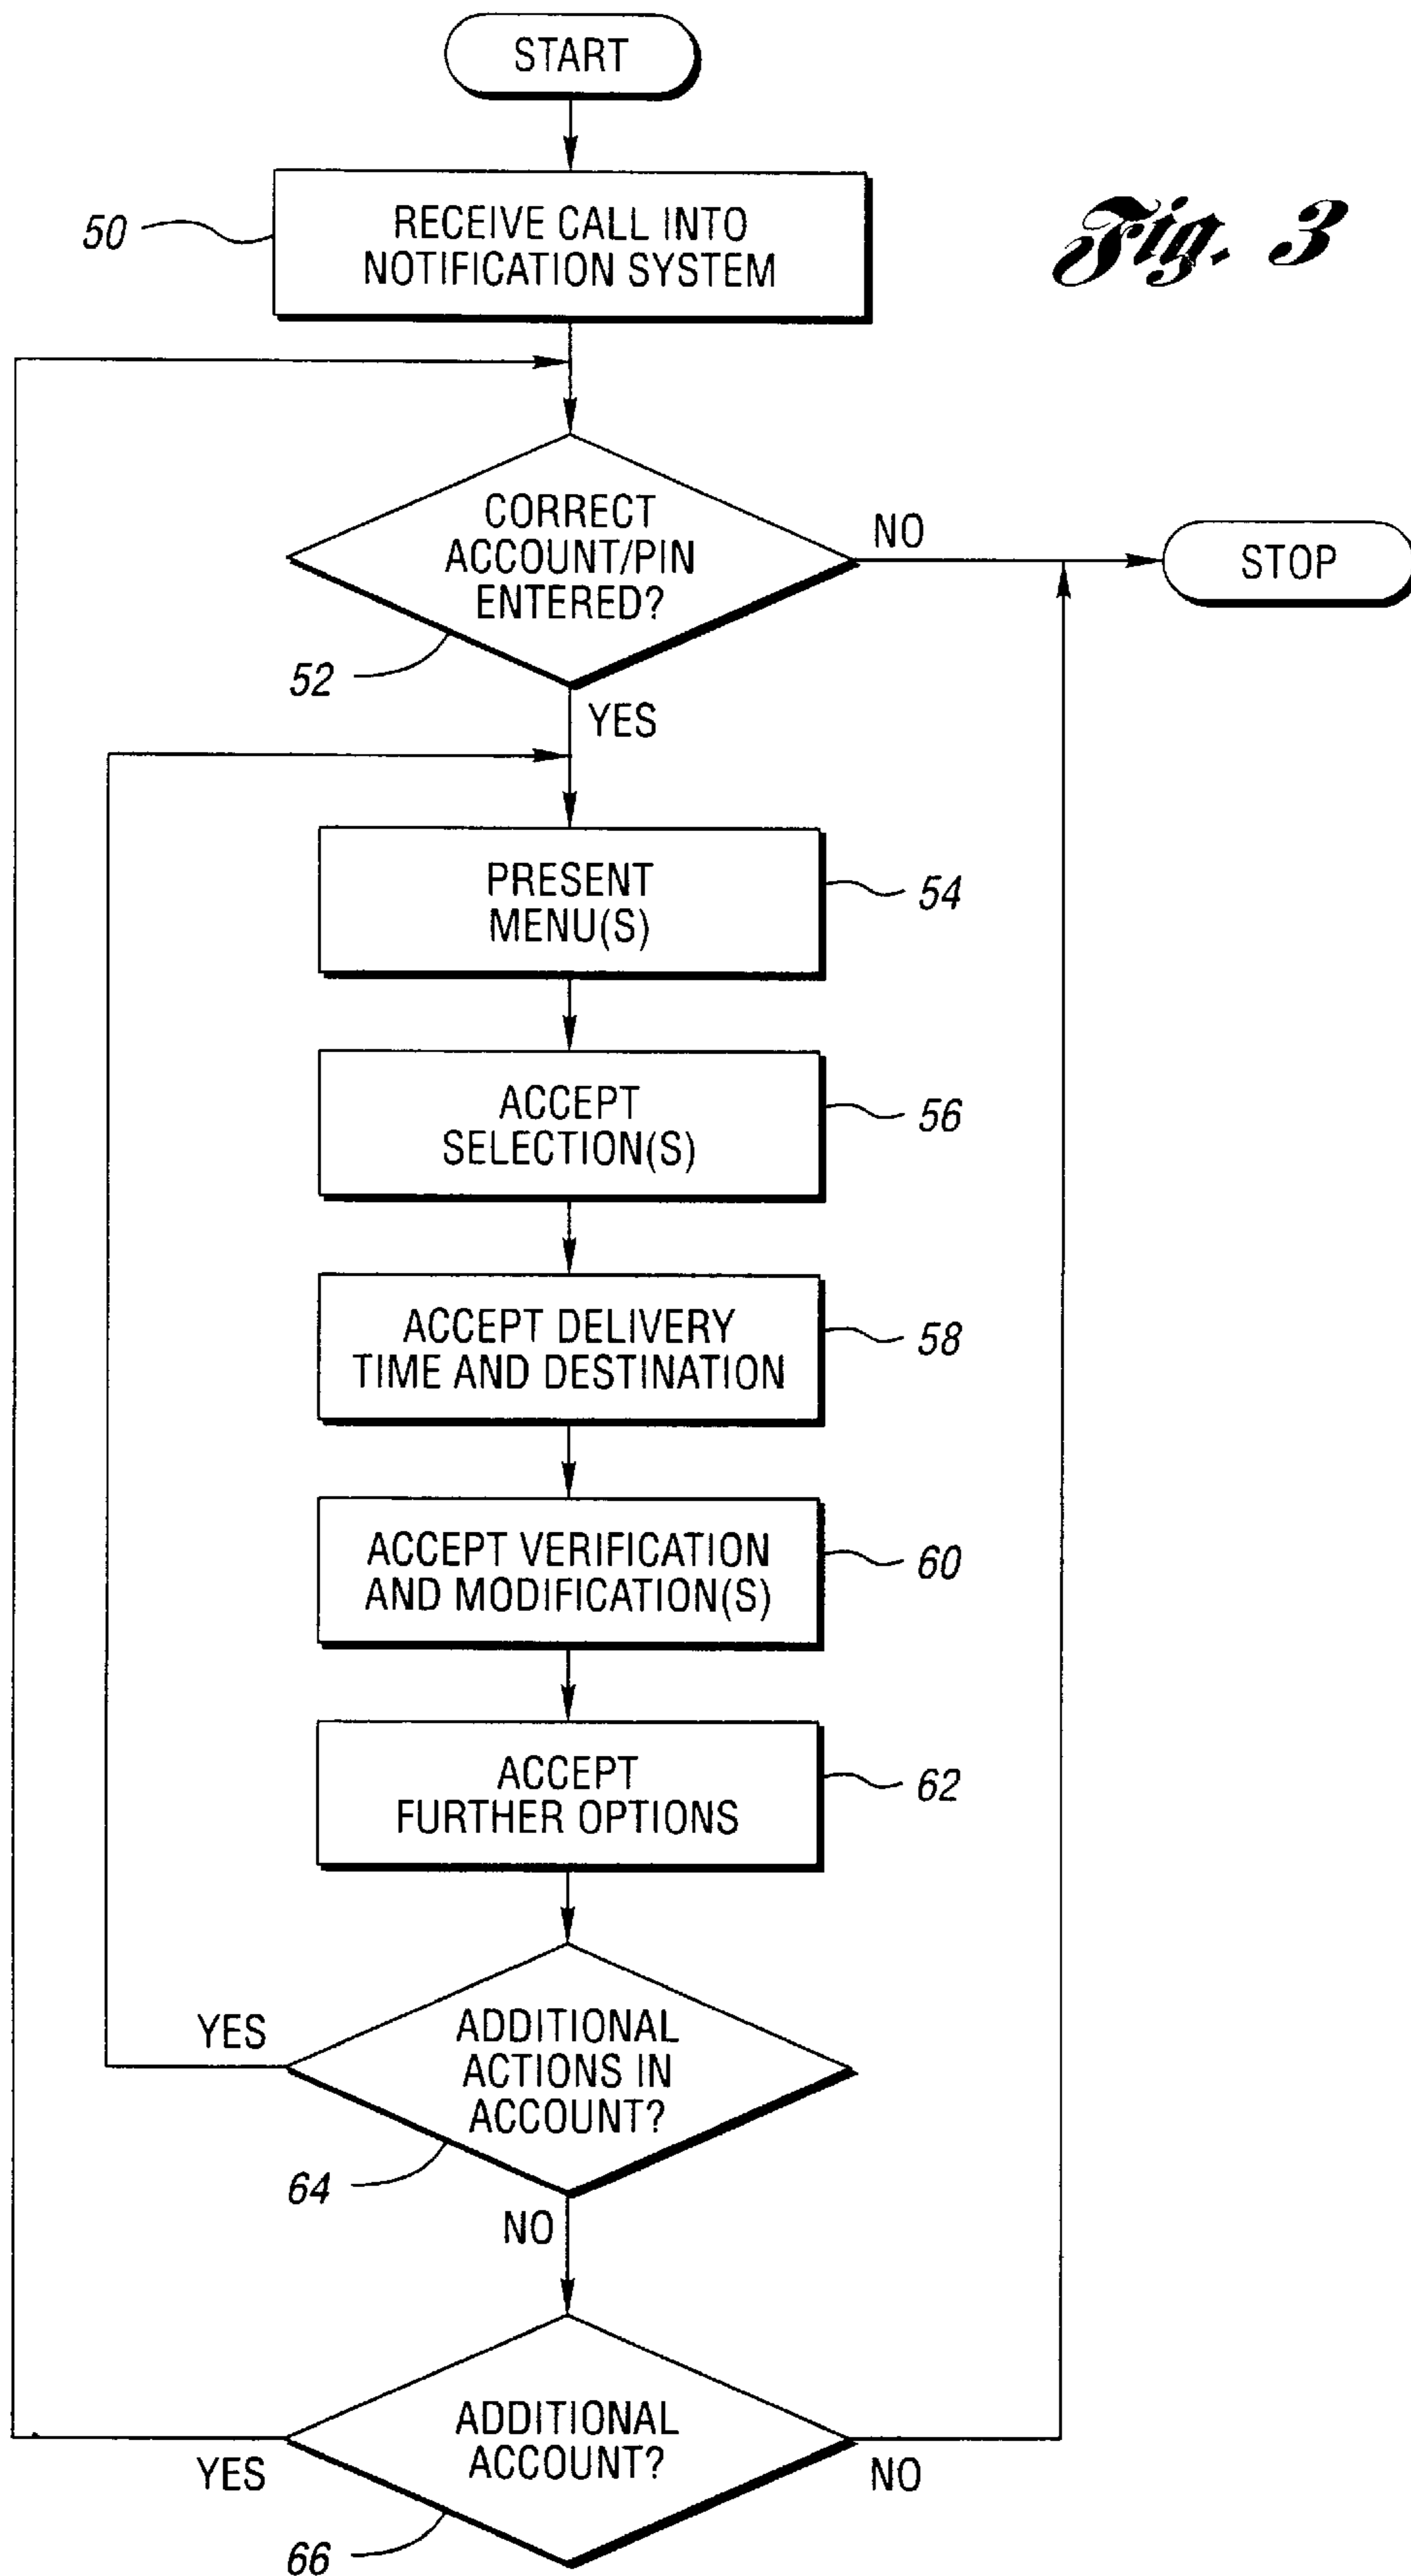 START
50
RECEIVE CALL INTO
NOTIFICATION SYSTEM
Fig. 3
CORRECT
ACCOUNT/PIN
ENTERED?
NO
STOP
52
YES
PRESENT
MENU(S)
54
ACCEPT
SELECTION(S)
56
ACCEPT DELIVERY
TIME AND DESTINATION
58
ACCEPT VERIFICATION
AND MODIFICATION(S)
60
ACCEPT
FURTHER OPTIONS
62
YES
ADDITIONAL
ACTIONS IN
ACCOUNT?
64
NO
ADDITIONAL
ACCOUNT?
YES
NO
66